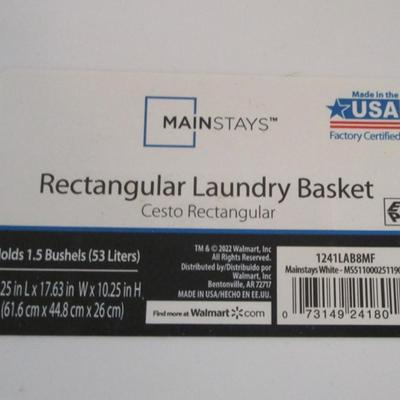 MAINSTAYS™
Made in the
USA
Factory Certified
Rectangular Laundry Basket
Cesto Rectangular
Holds 1.5 Bushels (53 Liters)
.25 in L x 17.63 in W x 10.25 in H
(61.6 cm x 44.8 cm x 26 cm)
TM & © 2022 Walmart, Inc
All Rights Reserved.
Distributed by/Distribuido por
Walmart, Inc
Bentonville, AR 72717
MADE IN USA/HECHO EN EE.UU.
Find more at Walmart.com
1241LAB8MF
Mainstays White - MS511000251190
0 73149 24180